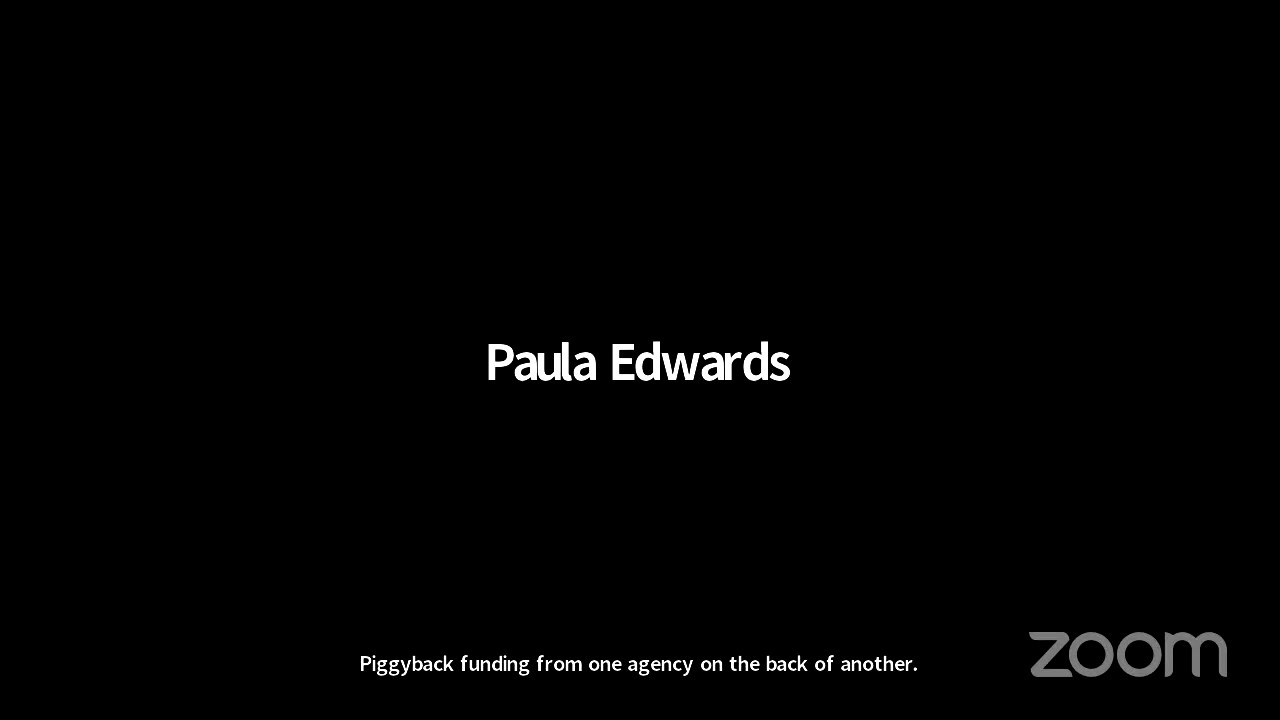 Paula Edwards
Piggyback funding from one agency on the back of another.
zoom